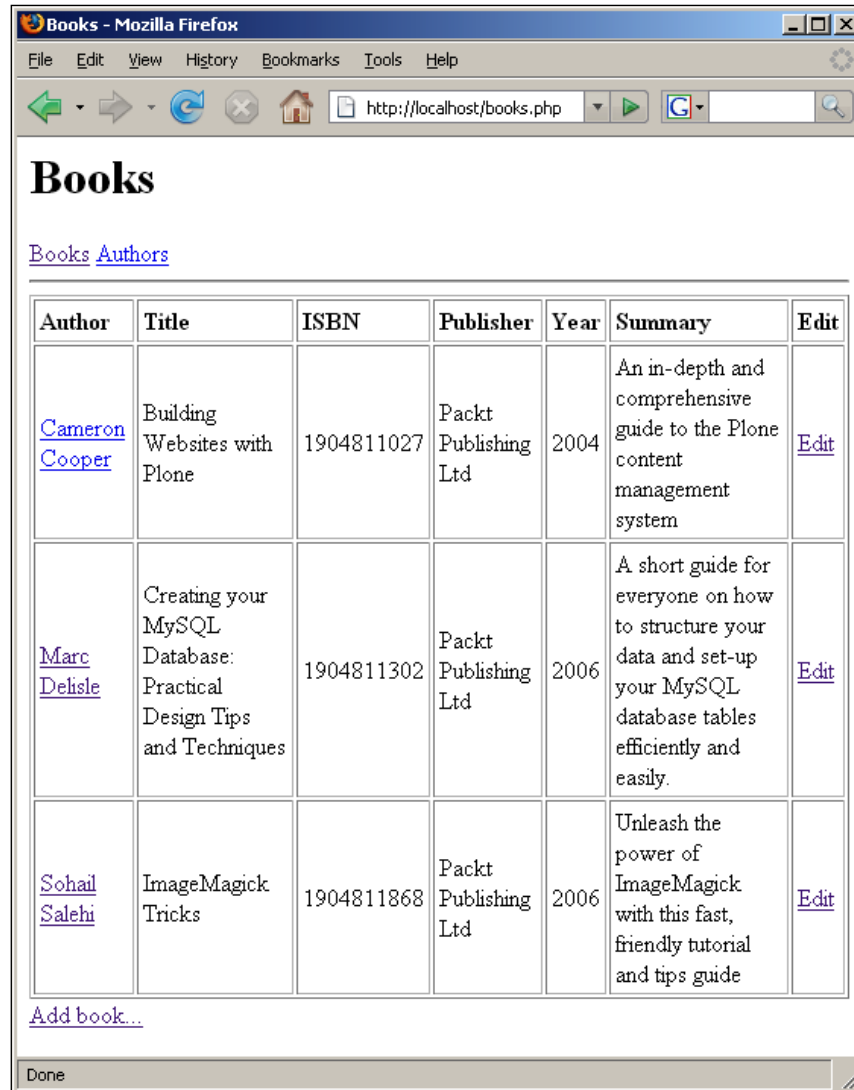 Books - Mozilla Firefox
File Edit View History Bookmarks Tools Help
http://localhost/books.php
G
Books
Books Authors
Author Title ISBN Publisher Year Summary Edit
Cameron
Cooper
Building
Websites with
Plone
1904811027
Packt
Publishing
Ltd
2004
An in-depth and
comprehensive
guide to the Plone
content
management
system
Edit
Marc
Delisle
Creating your
MySQL
Database:
Practical
Design Tips
and Techniques
1904811302
Packt
Publishing
Ltd
2006
A short guide for
everyone on how
to structure your
data and set-up
your MySQL
database tables
efficiently and
easily.
Edit
Sohail
Salehi
ImageMagick
Tricks
1904811868
Packt
Publishing
Ltd
2006
Unleash the
power of
ImageMagick
with this fast,
friendly tutorial
and tips guide
Edit
Add book...
Done